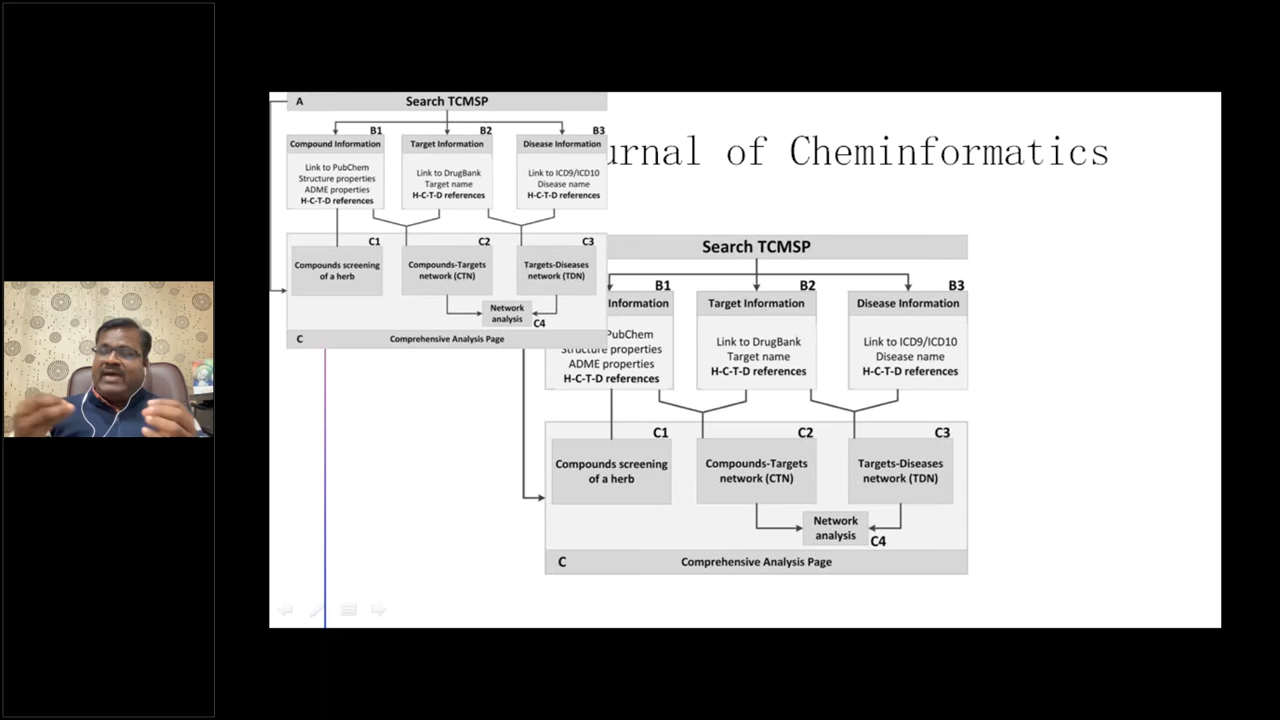 A Search TCMSP
B1 B2 B3
Compound Information Target Information Disease Information
Link to PubChem
Structure properties
ADME properties
H-C-T-D references
Link to DrugBank
Target name
H-C-T-D references
Link to ICD9/ICD10
Disease name
H-C-T-D references
C1 C2 C3
Compounds screening
of a herb
Compounds-Targets
network (CTN)
Targets-Diseases
network (TDN)
Network
analysis
C4
C Comprehensive Analysis Page
urnal of Cheminformatics
Search TCMSP
B1 B2 B3
Information Target Information Disease Information
PubChem
Structure properties
ADME properties
H-C-T-D references
Link to DrugBank
Target name
H-C-T-D references
Link to ICD9/ICD10
Disease name
H-C-T-D references
C1 C2 C3
Compounds screening
of a herb
Compounds-Targets
network (CTN)
Targets-Diseases
network (TDN)
Network
analysis
C4
C Comprehensive Analysis Page